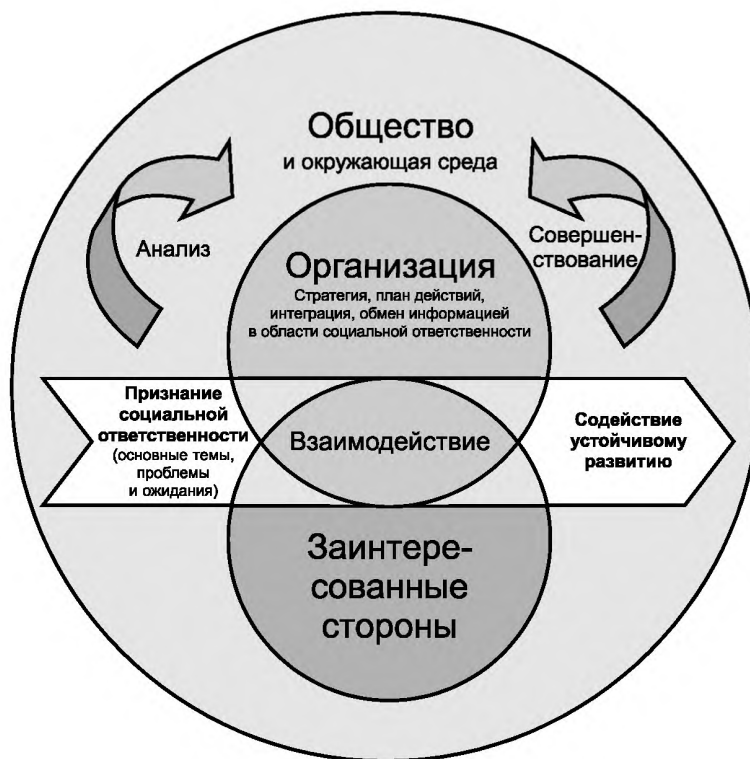 Общество
и окружающая среда
Анализ
Совершен-
ствование
Организация
Стратегия, план действий,
интеграция, обмен информацией
в области социальной ответственности
Признание
социальной
ответственности
(основные темы,
проблемы
и ожидания)
Взаимодействие
Содействие
устойчивому
развитию
Заинтере-
сованные
стороны